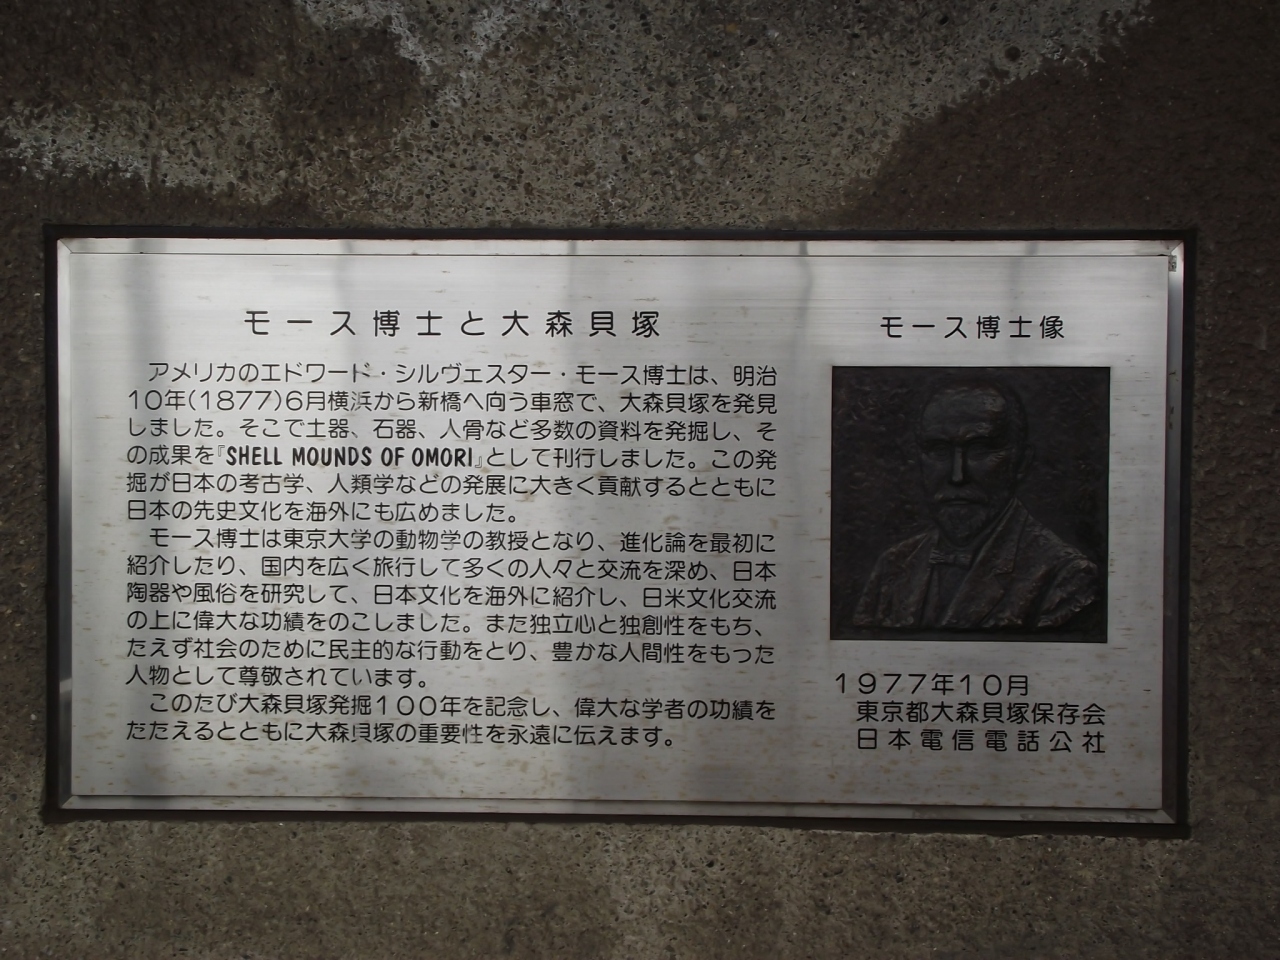 モース博士と大森貝塚
アメリカのエドワード・シルヴェスター・モース博士は、明治
10年(1877)6月横浜から新橋へ向う車窓で、大森貝塚を発見
しました。そこで土器、石器、人骨など多数の資料を発掘し、そ
の成果を『SHELL MOUNDS OF OMORI』として刊行しました。この発
掘が日本の考古学、人類学などの発展に大きく貢献するとともに
日本の先史文化を海外にも広めました。
モース博士は東京大学の動物学の教授となり、進化論を最初に
紹介したり、国内を広く旅行して多くの人々と交流を深め、日本
陶器や風俗を研究して、日本文化を海外に紹介し、日米文化交流
の上に偉大な功績をのこしました。また独立心と独創性をもち、
たえず社会のために民主的な行動をとり、豊かな人間性をもった
人物として尊敬されています。
このたび大森貝塚発掘100年を記念し、偉大な学者の功績を
たたえるとともに大森貝塚の重要性を永遠に伝えます。
モース博士像
1977年10月
東京都大森貝塚保存会
日本電信電話公社